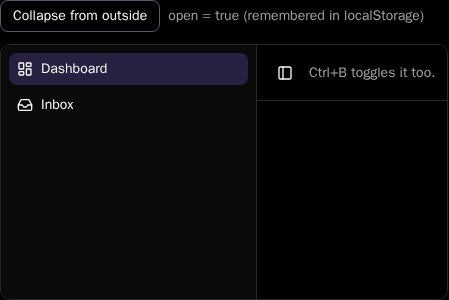 Collapse from outside open = true (remembered in localStorage)
Dashboard
Ctrl+B toggles it too.
Inbox